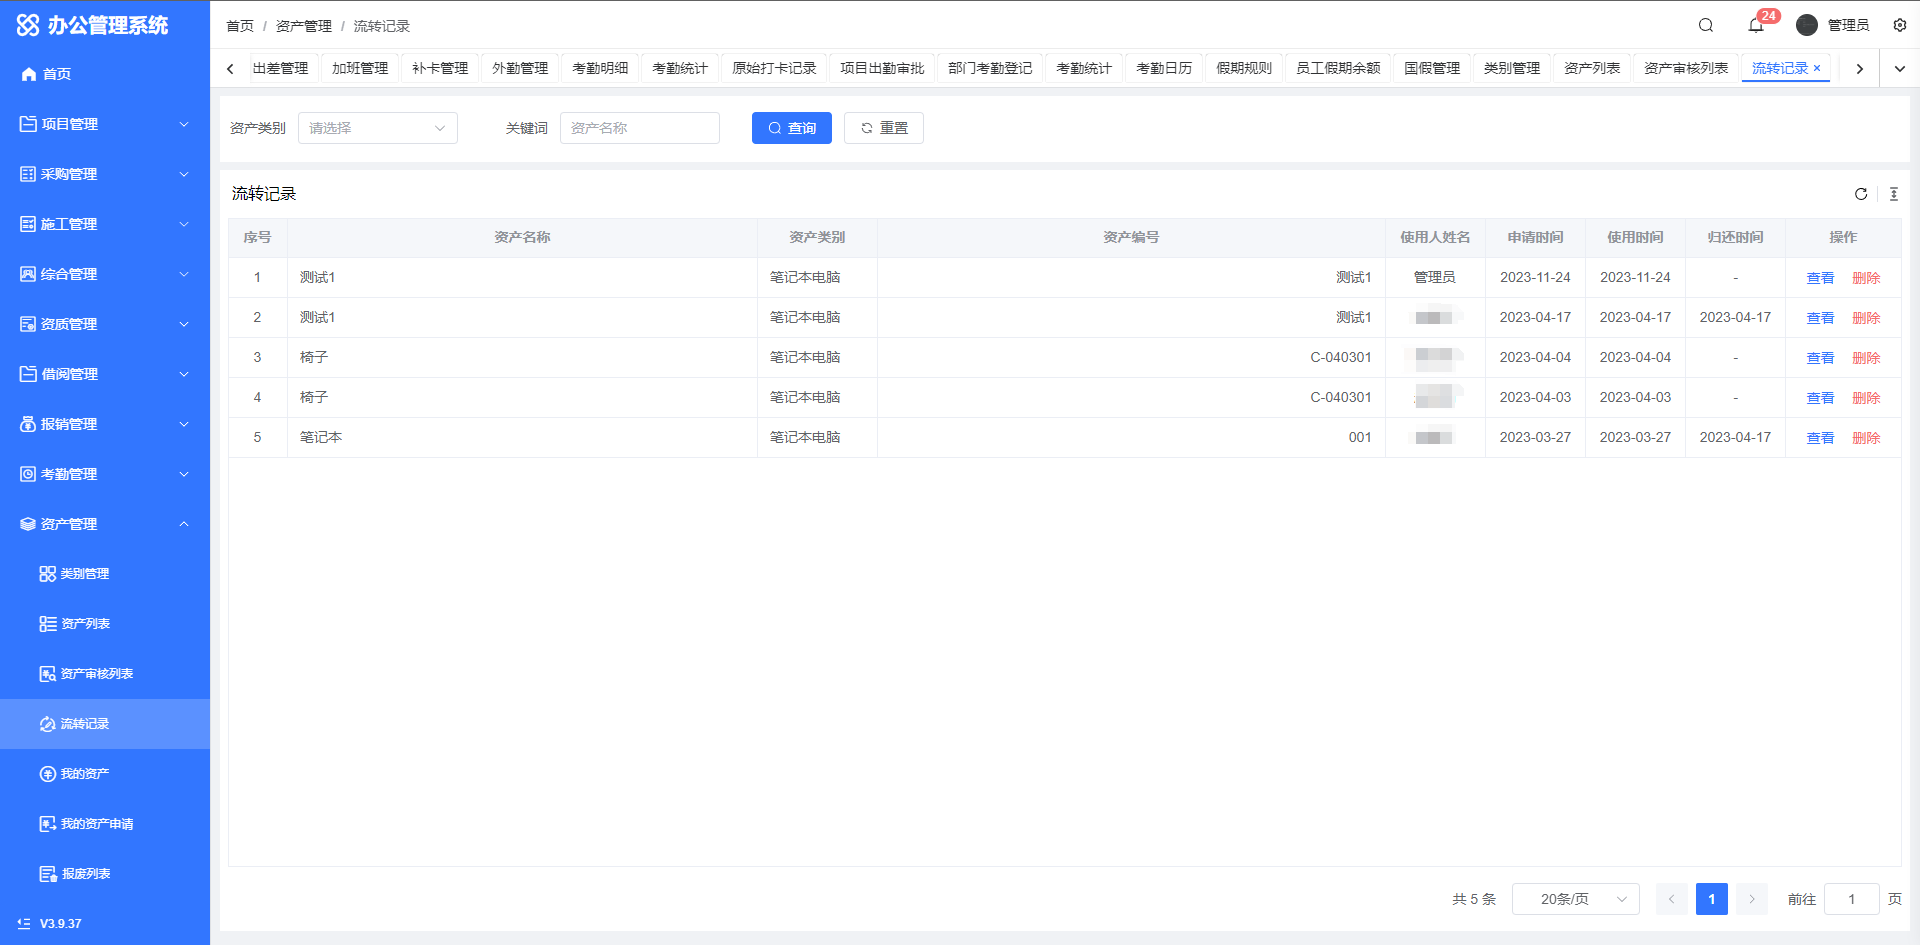 办公管理系统
首页
项目管理
采购管理
施工管理
综合管理
资质管理
借阅管理
报销管理
考勤管理
资产管理
类别管理
资产列表
资产审核列表
流转记录
我的资产
我的资产申请
报废列表
V3.9.37
首页 / 资产管理 / 流转记录
24
管理员
出差管理 加班管理 补卡管理 外勤管理 考勤明细 考勤统计 原始打卡记录 项目出勤审批 部门考勤登记 考勤统计 考勤日历 假期规则 员工假期余额 国假管理 类别管理 资产列表 资产审核列表 流转记录 ×
资产类别 请选择 关键词 资产名称 查询 重置
流转记录
序号 资产名称 资产类别 资产编号 使用人姓名 申请时间 使用时间 归还时间 操作
1 测试1 笔记本电脑 测试1 管理员 2023-11-24 2023-11-24 - 查看 删除
2 测试1 笔记本电脑 测试1 2023-04-17 2023-04-17 2023-04-17 查看 删除
3 椅子 笔记本电脑 C-040301 2023-04-04 2023-04-04 - 查看 删除
4 椅子 笔记本电脑 C-040301 2023-04-03 2023-04-03 - 查看 删除
5 笔记本 笔记本电脑 001 2023-03-27 2023-03-27 2023-04-17 查看 删除
共 5 条 20条/页 1 前往 1 页